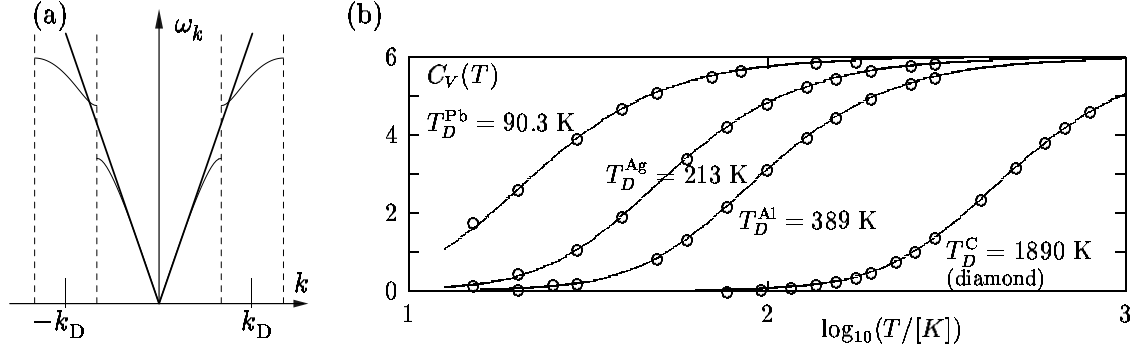 (a)
ω_k
k
−k_D
k_D
(b)
6
4
2
0
C_V(T)
T_D^Pb = 90.3 K
T_D^Ag = 213 K
T_D^Al = 389 K
T_D^C = 1890 K
(diamond)
1
2
3
log₁₀(T/[K])